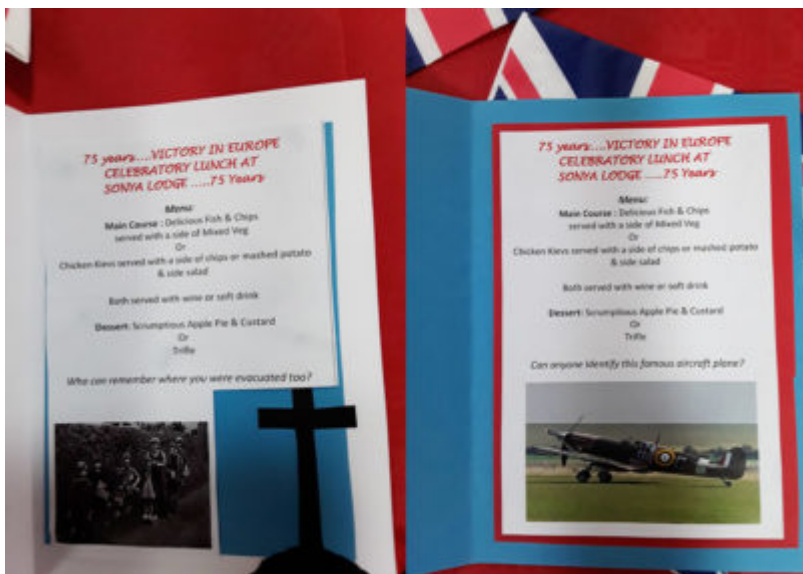 75 years....VICTORY IN EUROPE
CELEBRATORY LUNCH AT
SONYA LODGE .....75 Years
Menu:
Main Course : Delicious Fish & Chips
served with a side of Mixed Veg
Or
Chicken Kievs served with a side of chips or mashed potato
& side salad
Both served with wine or soft drink
Dessert: Scrumptious Apple Pie & Custard
Or
Trifle
Who can remember where you were evacuated too?
75 years....VICTORY IN EUROPE
CELEBRATORY LUNCH AT
SONYA LODGE .....75 Years
Menu:
Main Course : Delicious Fish & Chips
served with a side of Mixed Veg
Or
Chicken Kievs served with a side of chips or mashed potato
& side salad
Both served with wine or soft drink
Dessert: Scrumptious Apple Pie & Custard
Or
Trifle
Can anyone identify this famous aircraft plane?